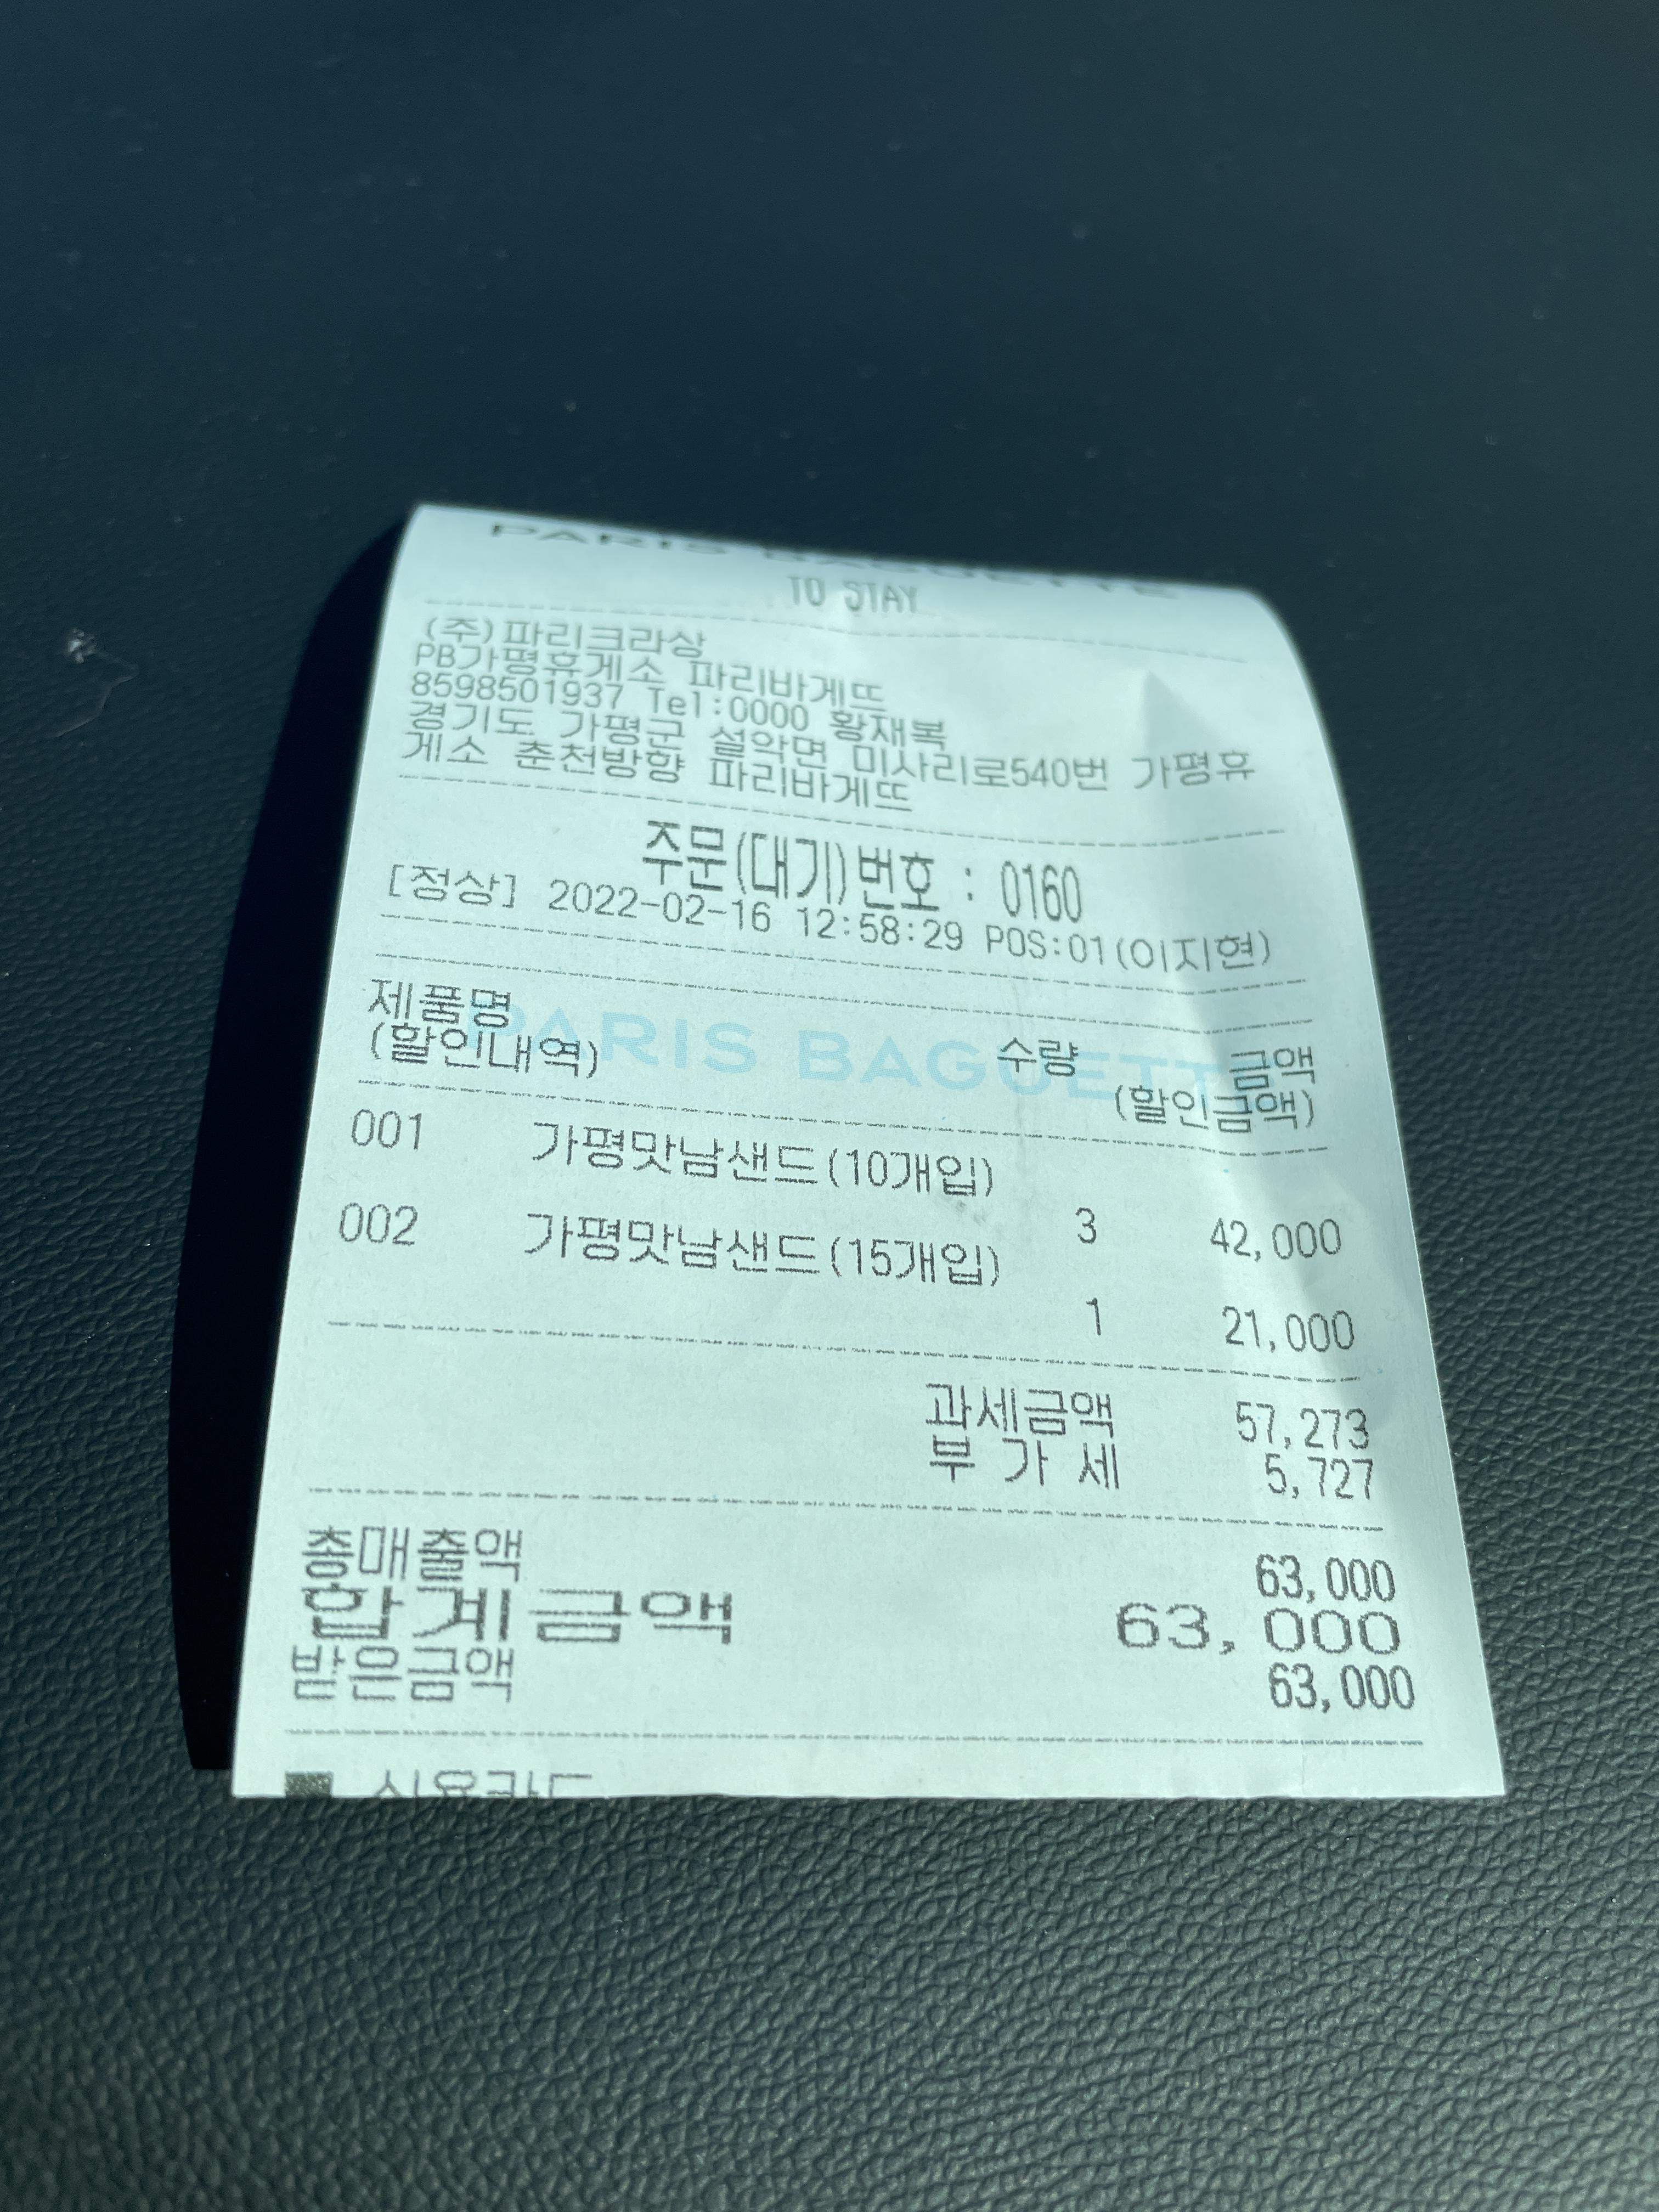 PARIS BAGUETTE
TO STAY
(주)파리크라상
PB가평휴게소 파리바게뜨
8598501937 Tel:0000 황재복
경기도 가평군 설악면 미사리로540번 가평휴
게소 춘천방향 파리바게뜨
주문(대기)번호 : 0160
[정상] 2022-02-16 12:58:29 POS:01(이지현)
PARIS BAGUETT
제품명 수량 금액
(할인내역) (할인금액)
001 가평맛남샌드(10개입)
3 42,000
002 가평맛남샌드(15개입)
1 21,000
과세금액 57,273
부 가 세 5,727
총매출액 63,000
합계금액 63,000
받은금액 63,000
신용카드